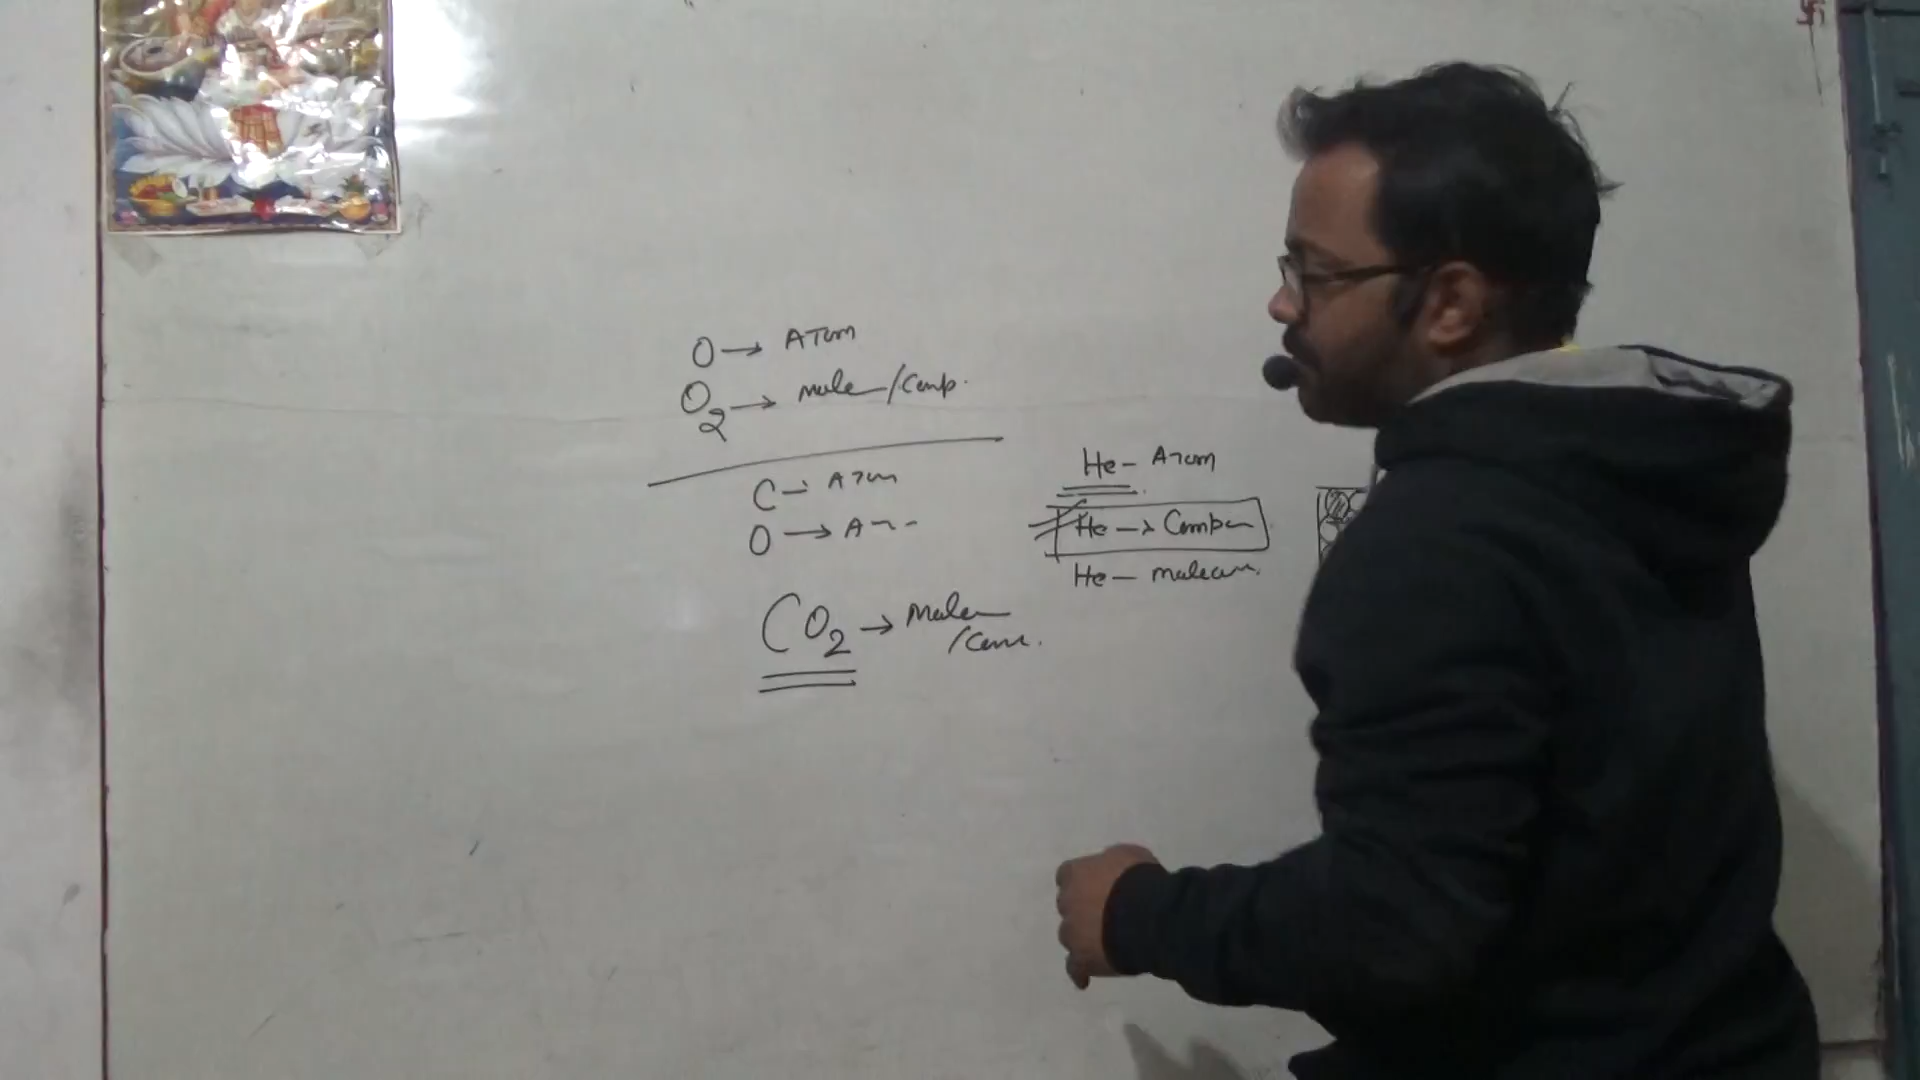 O → ATom
O2 → mole/Comp.
C → ATom
O → A
CO2 → Mole
/Com.
He - Atom
He → Compo
He - molecu.